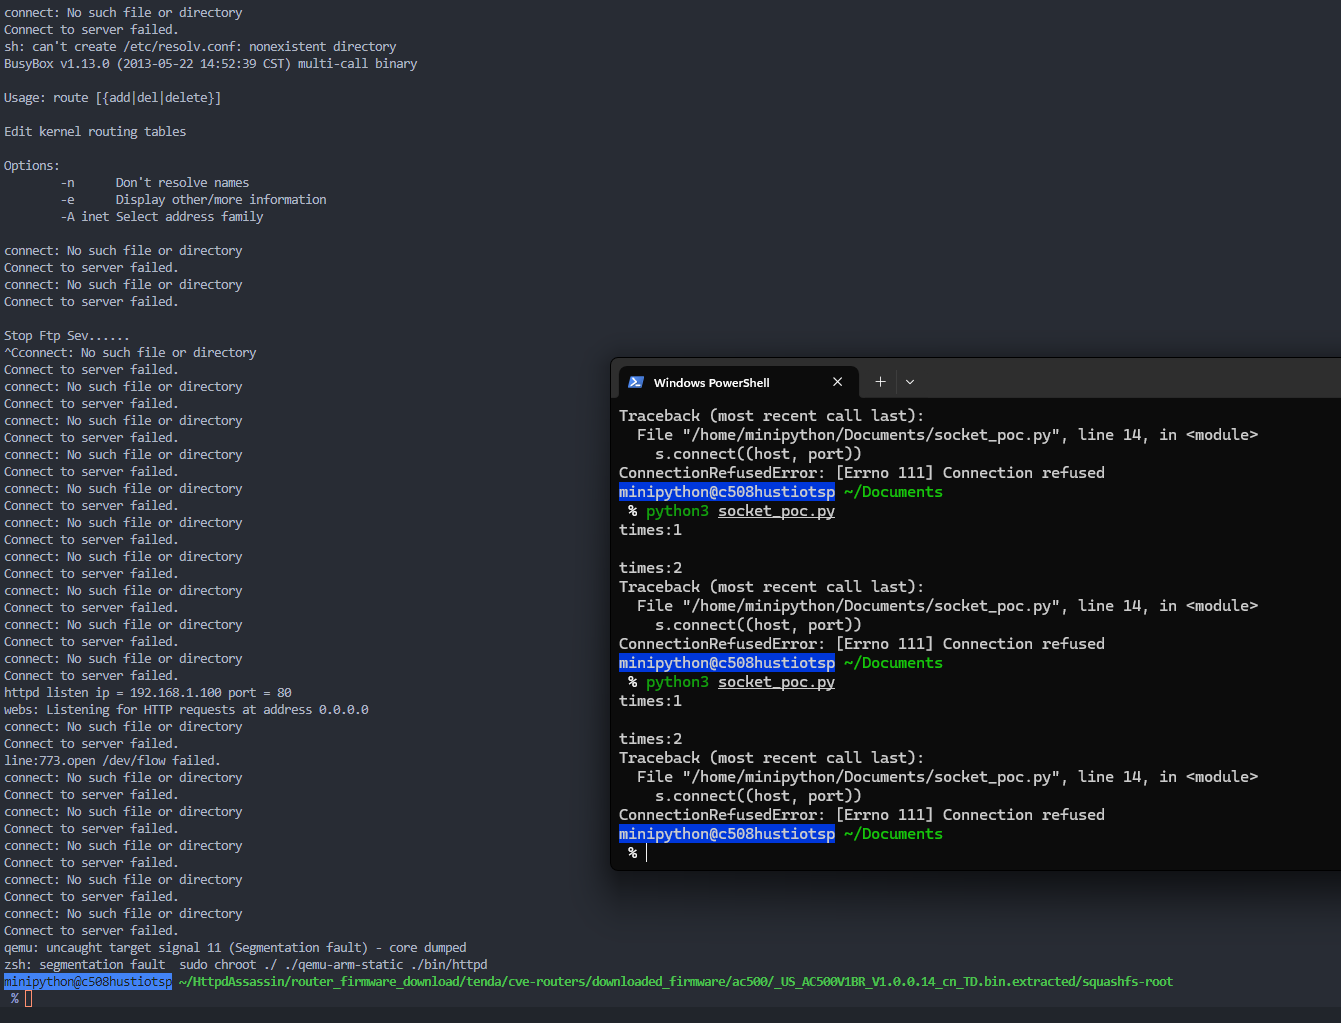 connect: No such file or directory
Connect to server failed.
sh: can't create /etc/resolv.conf: nonexistent directory
BusyBox v1.13.0 (2013-05-22 14:52:39 CST) multi-call binary
Usage: route [{add|del|delete}]
Edit kernel routing tables
Options:
-n Don't resolve names
-e Display other/more information
-A inet Select address family
connect: No such file or directory
Connect to server failed.
connect: No such file or directory
Connect to server failed.
Stop Ftp Sev......
^Cconnect: No such file or directory
Connect to server failed.
connect: No such file or directory
Connect to server failed.
connect: No such file or directory
Connect to server failed.
connect: No such file or directory
Connect to server failed.
connect: No such file or directory
Connect to server failed.
connect: No such file or directory
Connect to server failed.
connect: No such file or directory
Connect to server failed.
connect: No such file or directory
Connect to server failed.
connect: No such file or directory
Connect to server failed.
connect: No such file or directory
Connect to server failed.
httpd listen ip = 192.168.1.100 port = 80
webs: Listening for HTTP requests at address 0.0.0.0
connect: No such file or directory
Connect to server failed.
line:773.open /dev/flow failed.
connect: No such file or directory
Connect to server failed.
connect: No such file or directory
Connect to server failed.
connect: No such file or directory
Connect to server failed.
connect: No such file or directory
Connect to server failed.
connect: No such file or directory
Connect to server failed.
qemu: uncaught target signal 11 (Segmentation fault) - core dumped
zsh: segmentation fault  sudo chroot ./ ./qemu-arm-static ./bin/httpd
minipython@c508hustiotsp ~/HttpdAssassin/router_firmware_download/tenda/cve-routers/downloaded_firmware/ac500/_US_AC500V1BR_V1.0.0.14_cn_TD.bin.extracted/squashfs-root
%
Windows PowerShell
Traceback (most recent call last):
File "/home/minipython/Documents/socket_poc.py", line 14, in <module>
s.connect((host, port))
ConnectionRefusedError: [Errno 111] Connection refused
minipython@c508hustiotsp ~/Documents
% python3 socket_poc.py
times:1
times:2
Traceback (most recent call last):
File "/home/minipython/Documents/socket_poc.py", line 14, in <module>
s.connect((host, port))
ConnectionRefusedError: [Errno 111] Connection refused
minipython@c508hustiotsp ~/Documents
% python3 socket_poc.py
times:1
times:2
Traceback (most recent call last):
File "/home/minipython/Documents/socket_poc.py", line 14, in <module>
s.connect((host, port))
ConnectionRefusedError: [Errno 111] Connection refused
minipython@c508hustiotsp ~/Documents
%